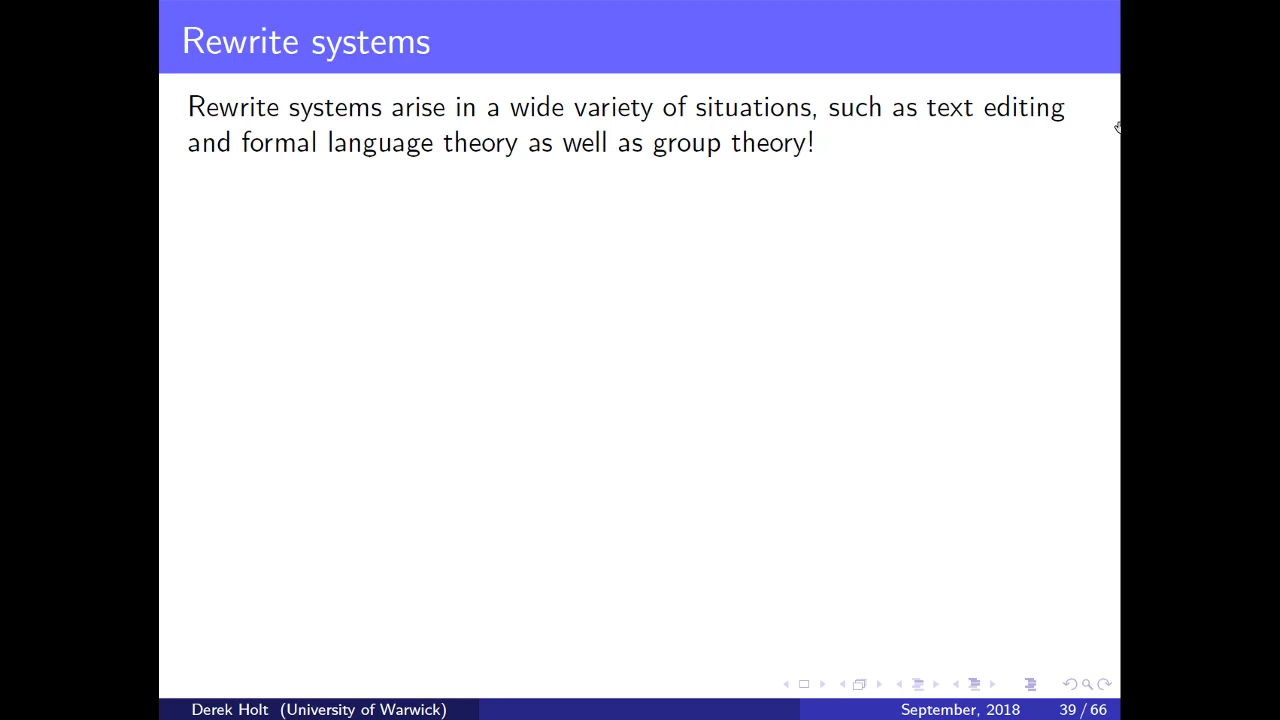 Rewrite systems
Rewrite systems arise in a wide variety of situations, such as text editing
and formal language theory as well as group theory!
Derek Holt (University of Warwick)
September, 2018
39 / 66